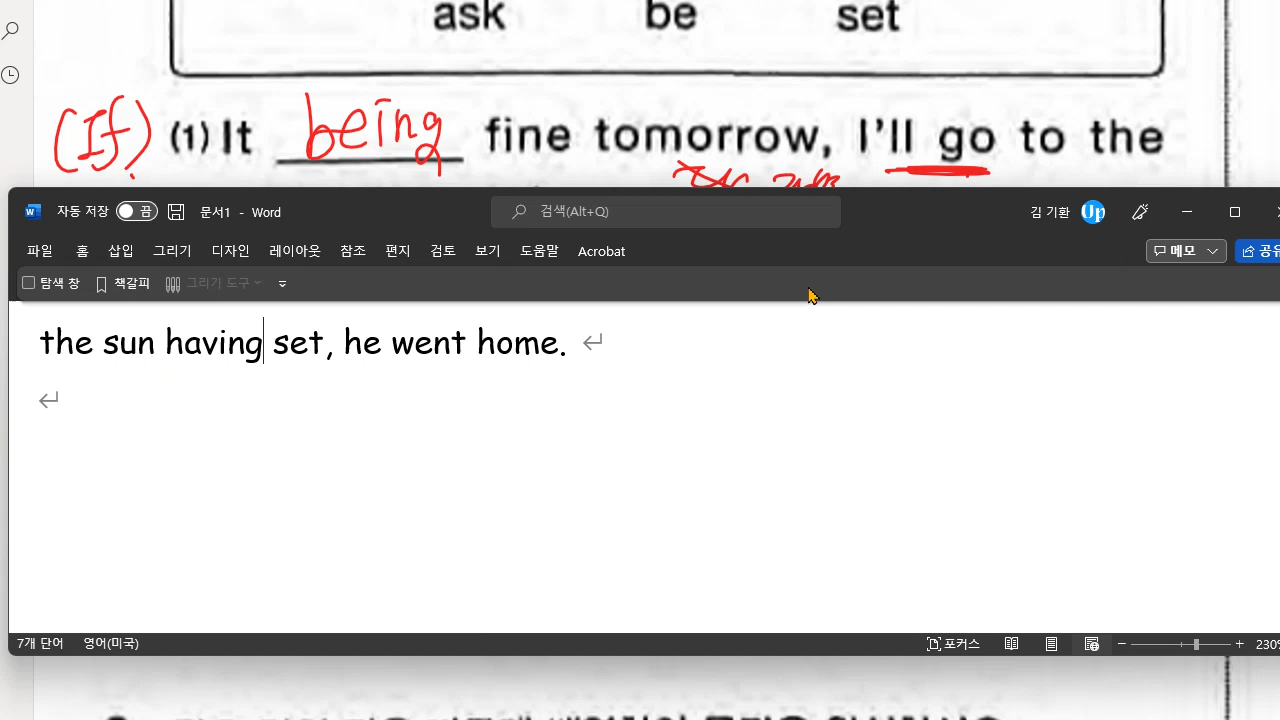 ask be set
(If) (1) It being fine tomorrow, I'll go to the
자동 저장 끔 문서1 - Word 검색(Alt+Q) 김 기환 Up
파일 홈 삽입 그리기 디자인 레이아웃 참조 편지 검토 보기 도움말 Acrobat 메모 공유
탐색 창 책갈피 그리기 도구
the sun having set, he went home.
7개 단어 영어(미국) 포커스 230%